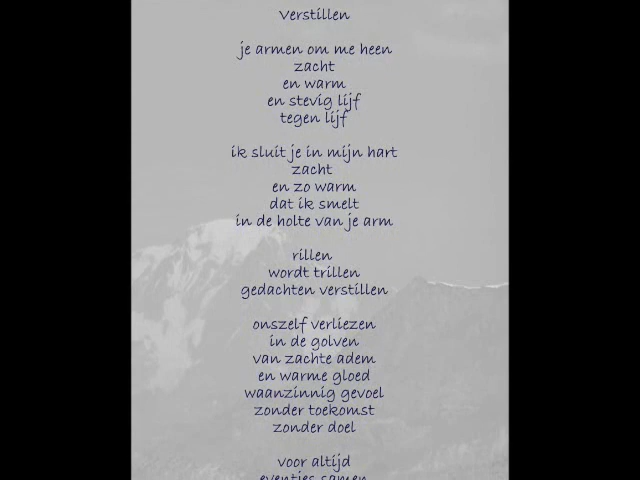 Verstillen
je armen om me heen
zacht
en warm
en stevig lijf
tegen lijf
ik sluit je in mijn hart
zacht
en zo warm
dat ik smelt
in de holte van je arm
rillen
wordt trillen
gedachten verstillen
onszelf verliezen
in de golven
van zachte adem
en warme gloed
waanzinnig gevoel
zonder toekomst
zonder doel
voor altijd
eventjes samen